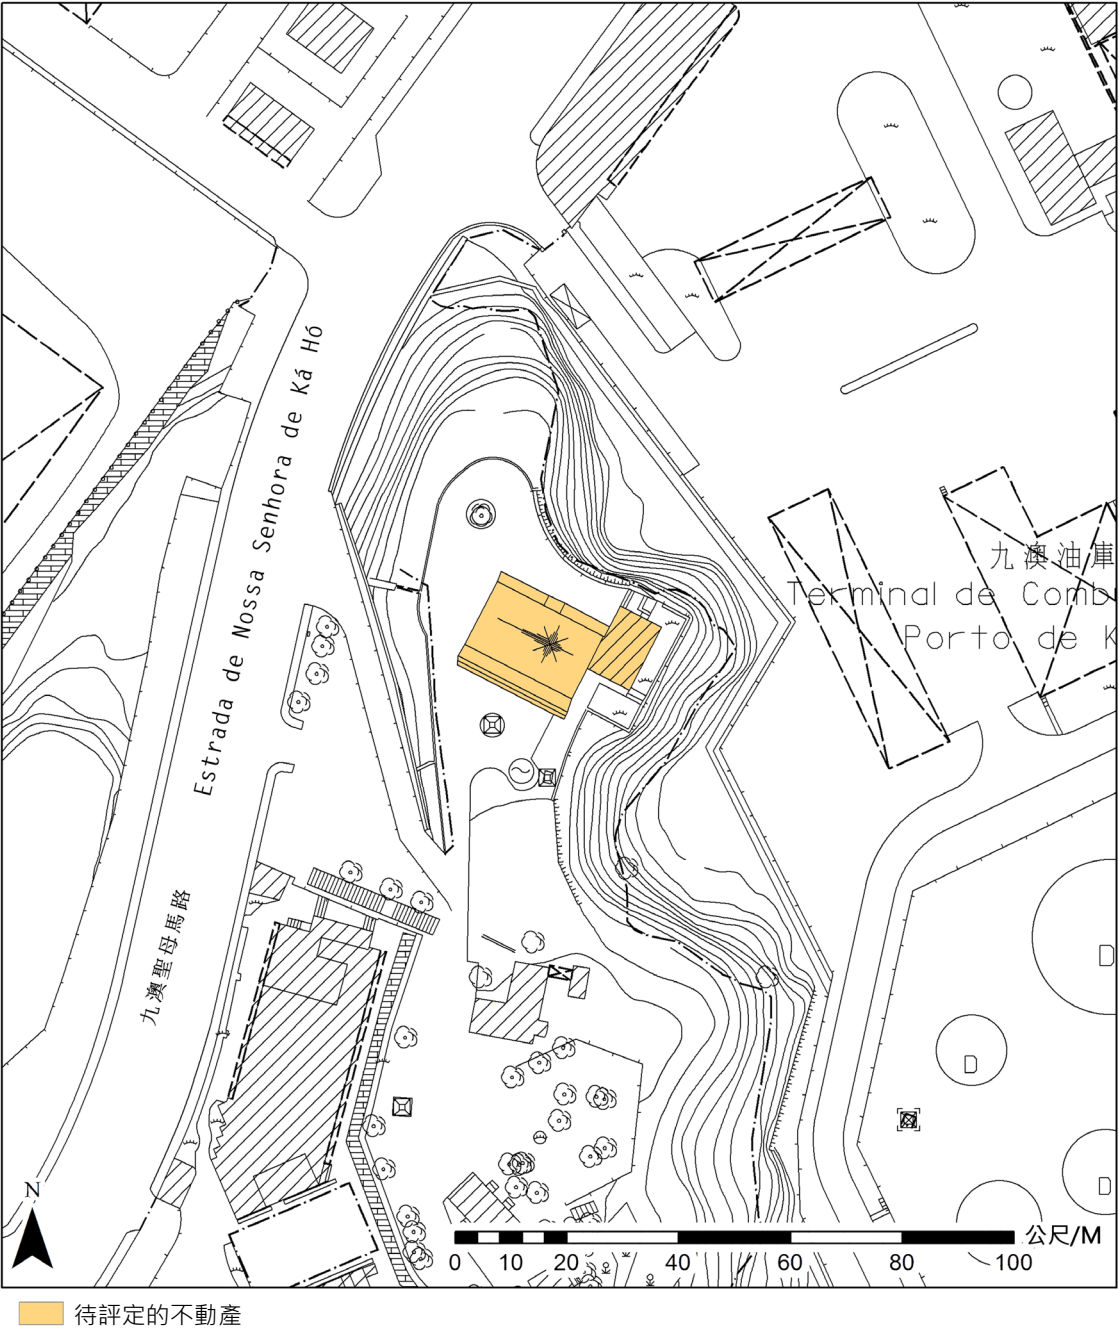 Estrada de Nossa Senhora de Ká Hó
九澳聖母馬路
九澳油庫
Terminal de Comb
Porto de K
D
D
D
N
公尺/M
0 10 20 40 60 80 100
待評定的不動產